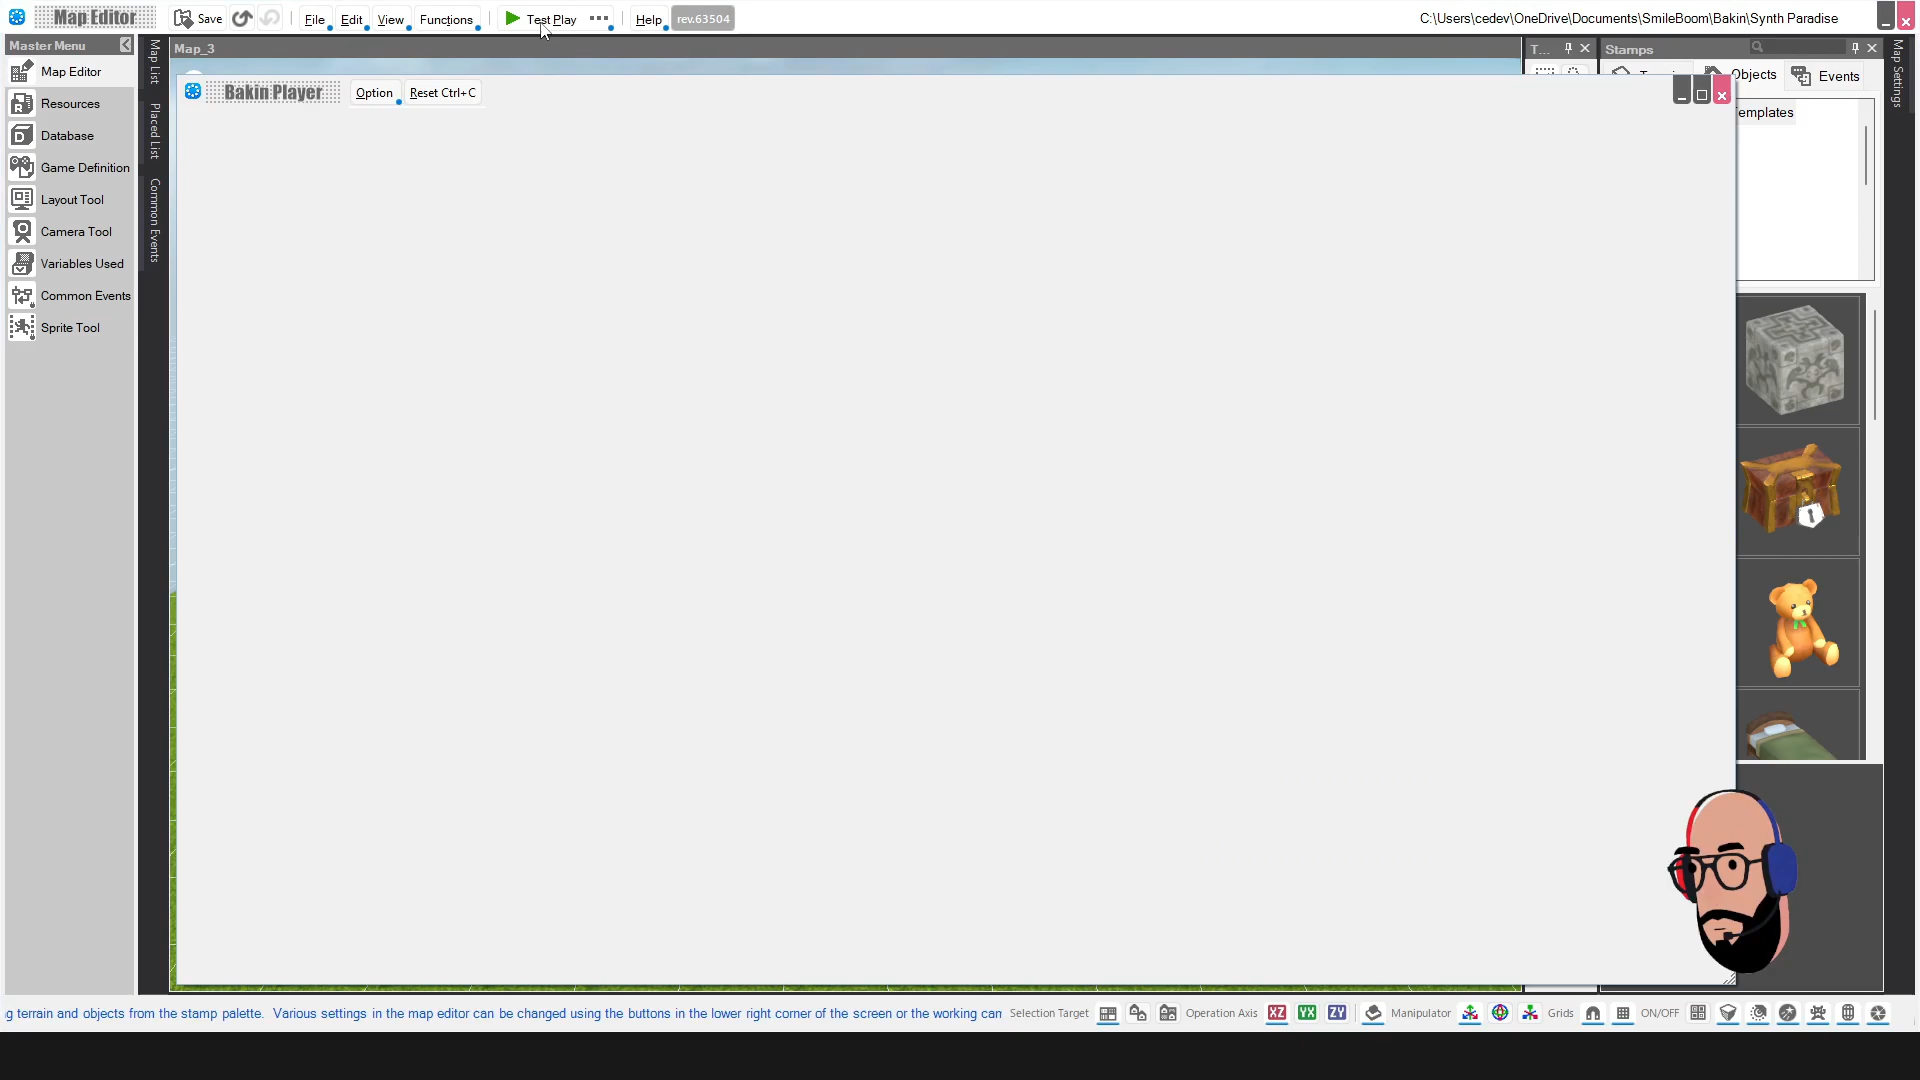 Map Editor
Save
File
Edit
View
Functions
Test Play
Help
rev.63504
C:\Users\cedev\OneDrive\Documents\SmileBoom\Bakin\Synth Paradise
Master Menu
Map Editor
Resources
Database
Game Definition
Layout Tool
Camera Tool
Variables Used
Common Events
Sprite Tool
Map List
Placed List
Common Events
Map_3
Bakin Player
Option
Reset Ctrl+C
T...
Stamps
Objects
Events
emplates
Map Settings
g terrain and objects from the stamp palette. Various settings in the map editor can be changed using the buttons in the lower right corner of the screen or the working can
Selection Target
Operation Axis
XZ
YX
ZY
Manipulator
Grids
ON/OFF